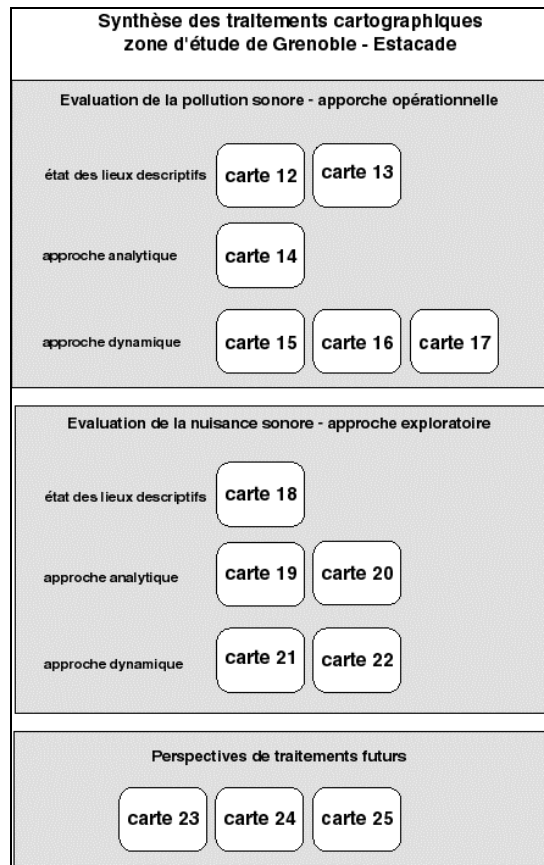 Synthèse des traitements cartographiques
zone d'étude de Grenoble - Estacade
Evaluation de la pollution sonore - apporche opérationnelle
état des lieux descriptifs
carte 12
carte 13
approche analytique
carte 14
approche dynamique
carte 15
carte 16
carte 17
Evaluation de la nuisance sonore - approche exploratoire
état des lieux descriptifs
carte 18
approche analytique
carte 19
carte 20
approche dynamique
carte 21
carte 22
Perspectives de traitements futurs
carte 23
carte 24
carte 25